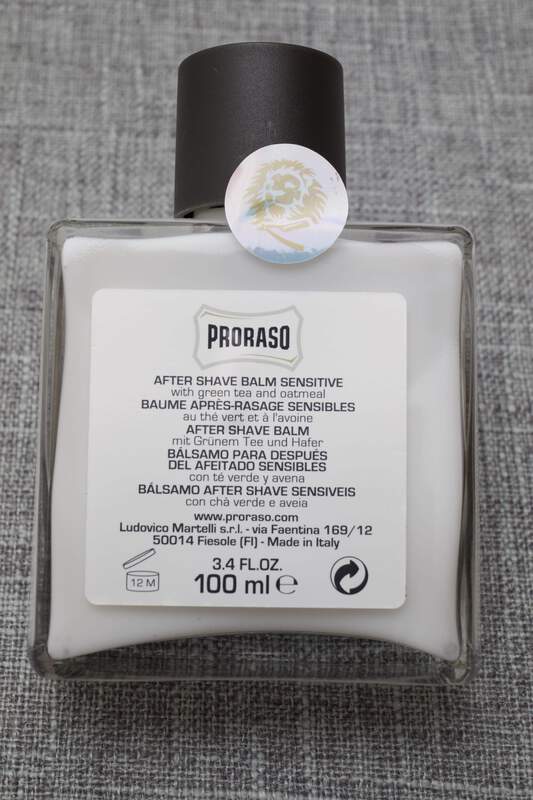 PRORASO
AFTER SHAVE BALM SENSITIVE
with green tea and oatmeal
BAUME APRÈS-RASAGE SENSIBLES
au thé vert et à l'avoine
AFTER SHAVE BALM
mit Grünem Tee und Hafer
BÁLSAMO PARA DESPUÉS
DEL AFEITADO SENSIBLES
con té verde y avena
BÁLSAMO AFTER SHAVE SENSIVEIS
con chà verde e aveia
www.proraso.com
Ludovico Martelli s.r.l. - via Faentina 169/12
50014 Fiesole (FI) - Made in Italy
3.4 FL.OZ.
12 M
100 ml e